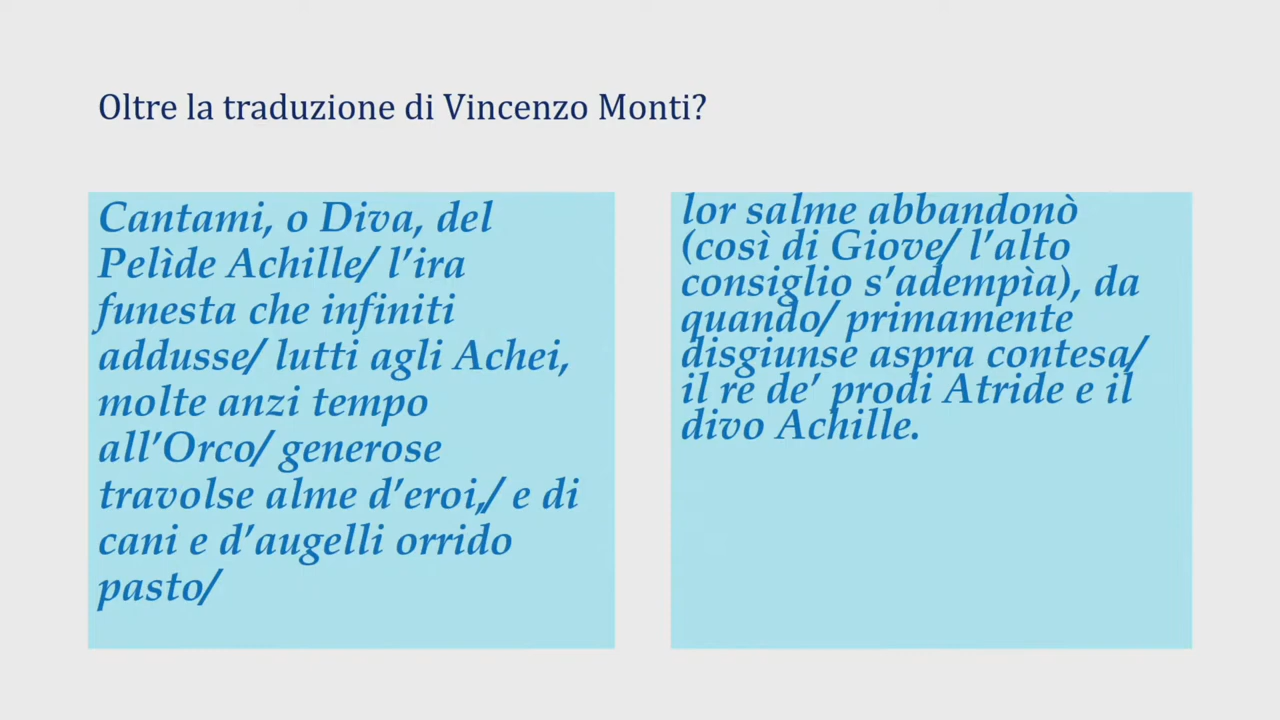 Oltre la traduzione di Vincenzo Monti?
Cantami, o Diva, del
Pelìde Achille/ l’ira
funesta che infiniti
addusse/ lutti agli Achei,
molte anzi tempo
all’Orco/ generose
travolse alme d’eroi,/ e di
cani e d’augelli orrido
pasto/
lor salme abbandonò
(così di Giove/ l’alto
consiglio s’adempìa), da
quando/ primamente
disgiunse aspra contesa/
il re de’ prodi Atride e il
divo Achille.